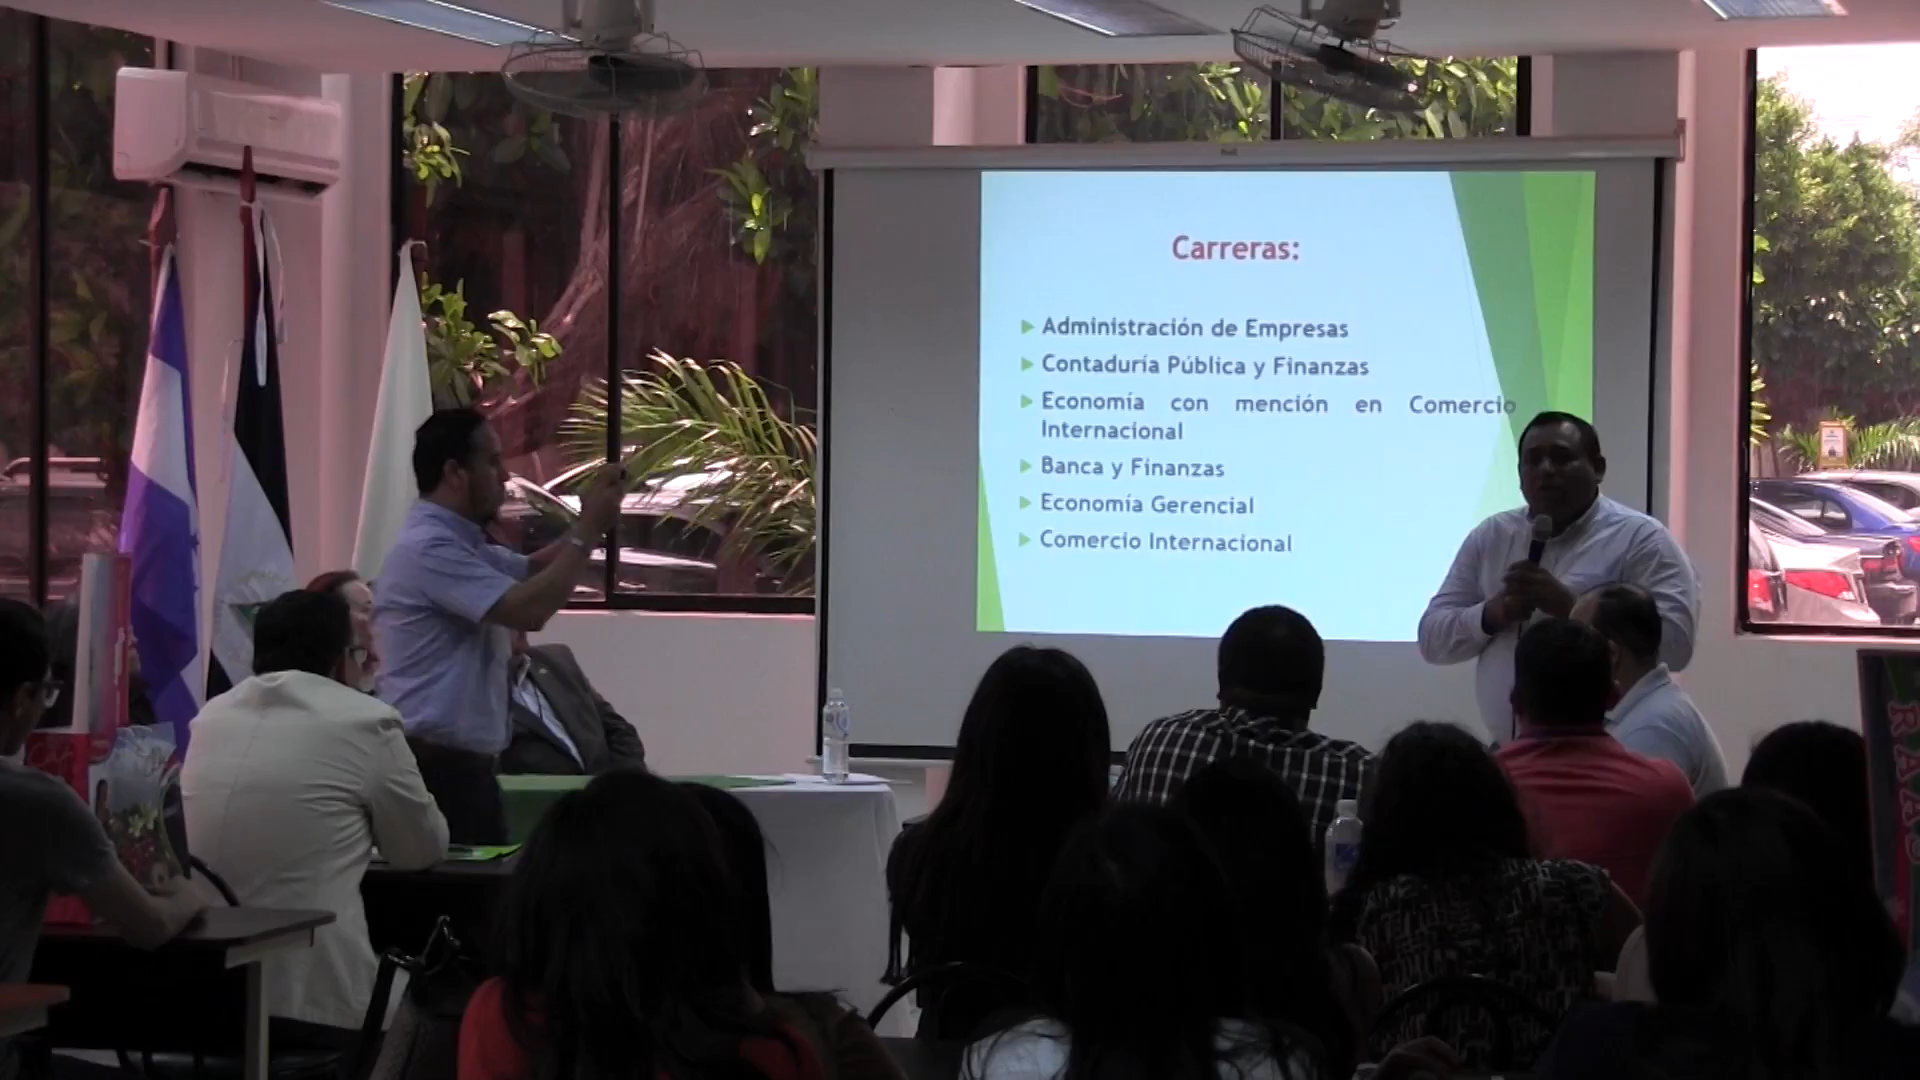 Carreras:
Administración de Empresas
Contaduría Pública y Finanzas
Economía con mención en Comercio
Internacional
Banca y Finanzas
Economía Gerencial
Comercio Internacional